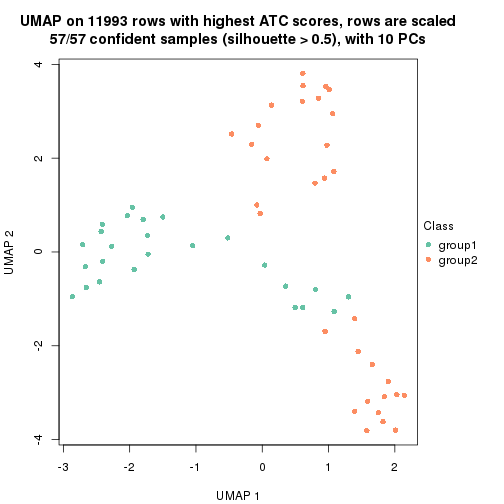 UMAP on 11993 rows with highest ATC scores, rows are scaled
57/57 confident samples (silhouette > 0.5), with 10 PCs
4
2
0
-2
-4
UMAP 2
-3
-2
-1
0
1
2
UMAP 1
Class
group1
group2